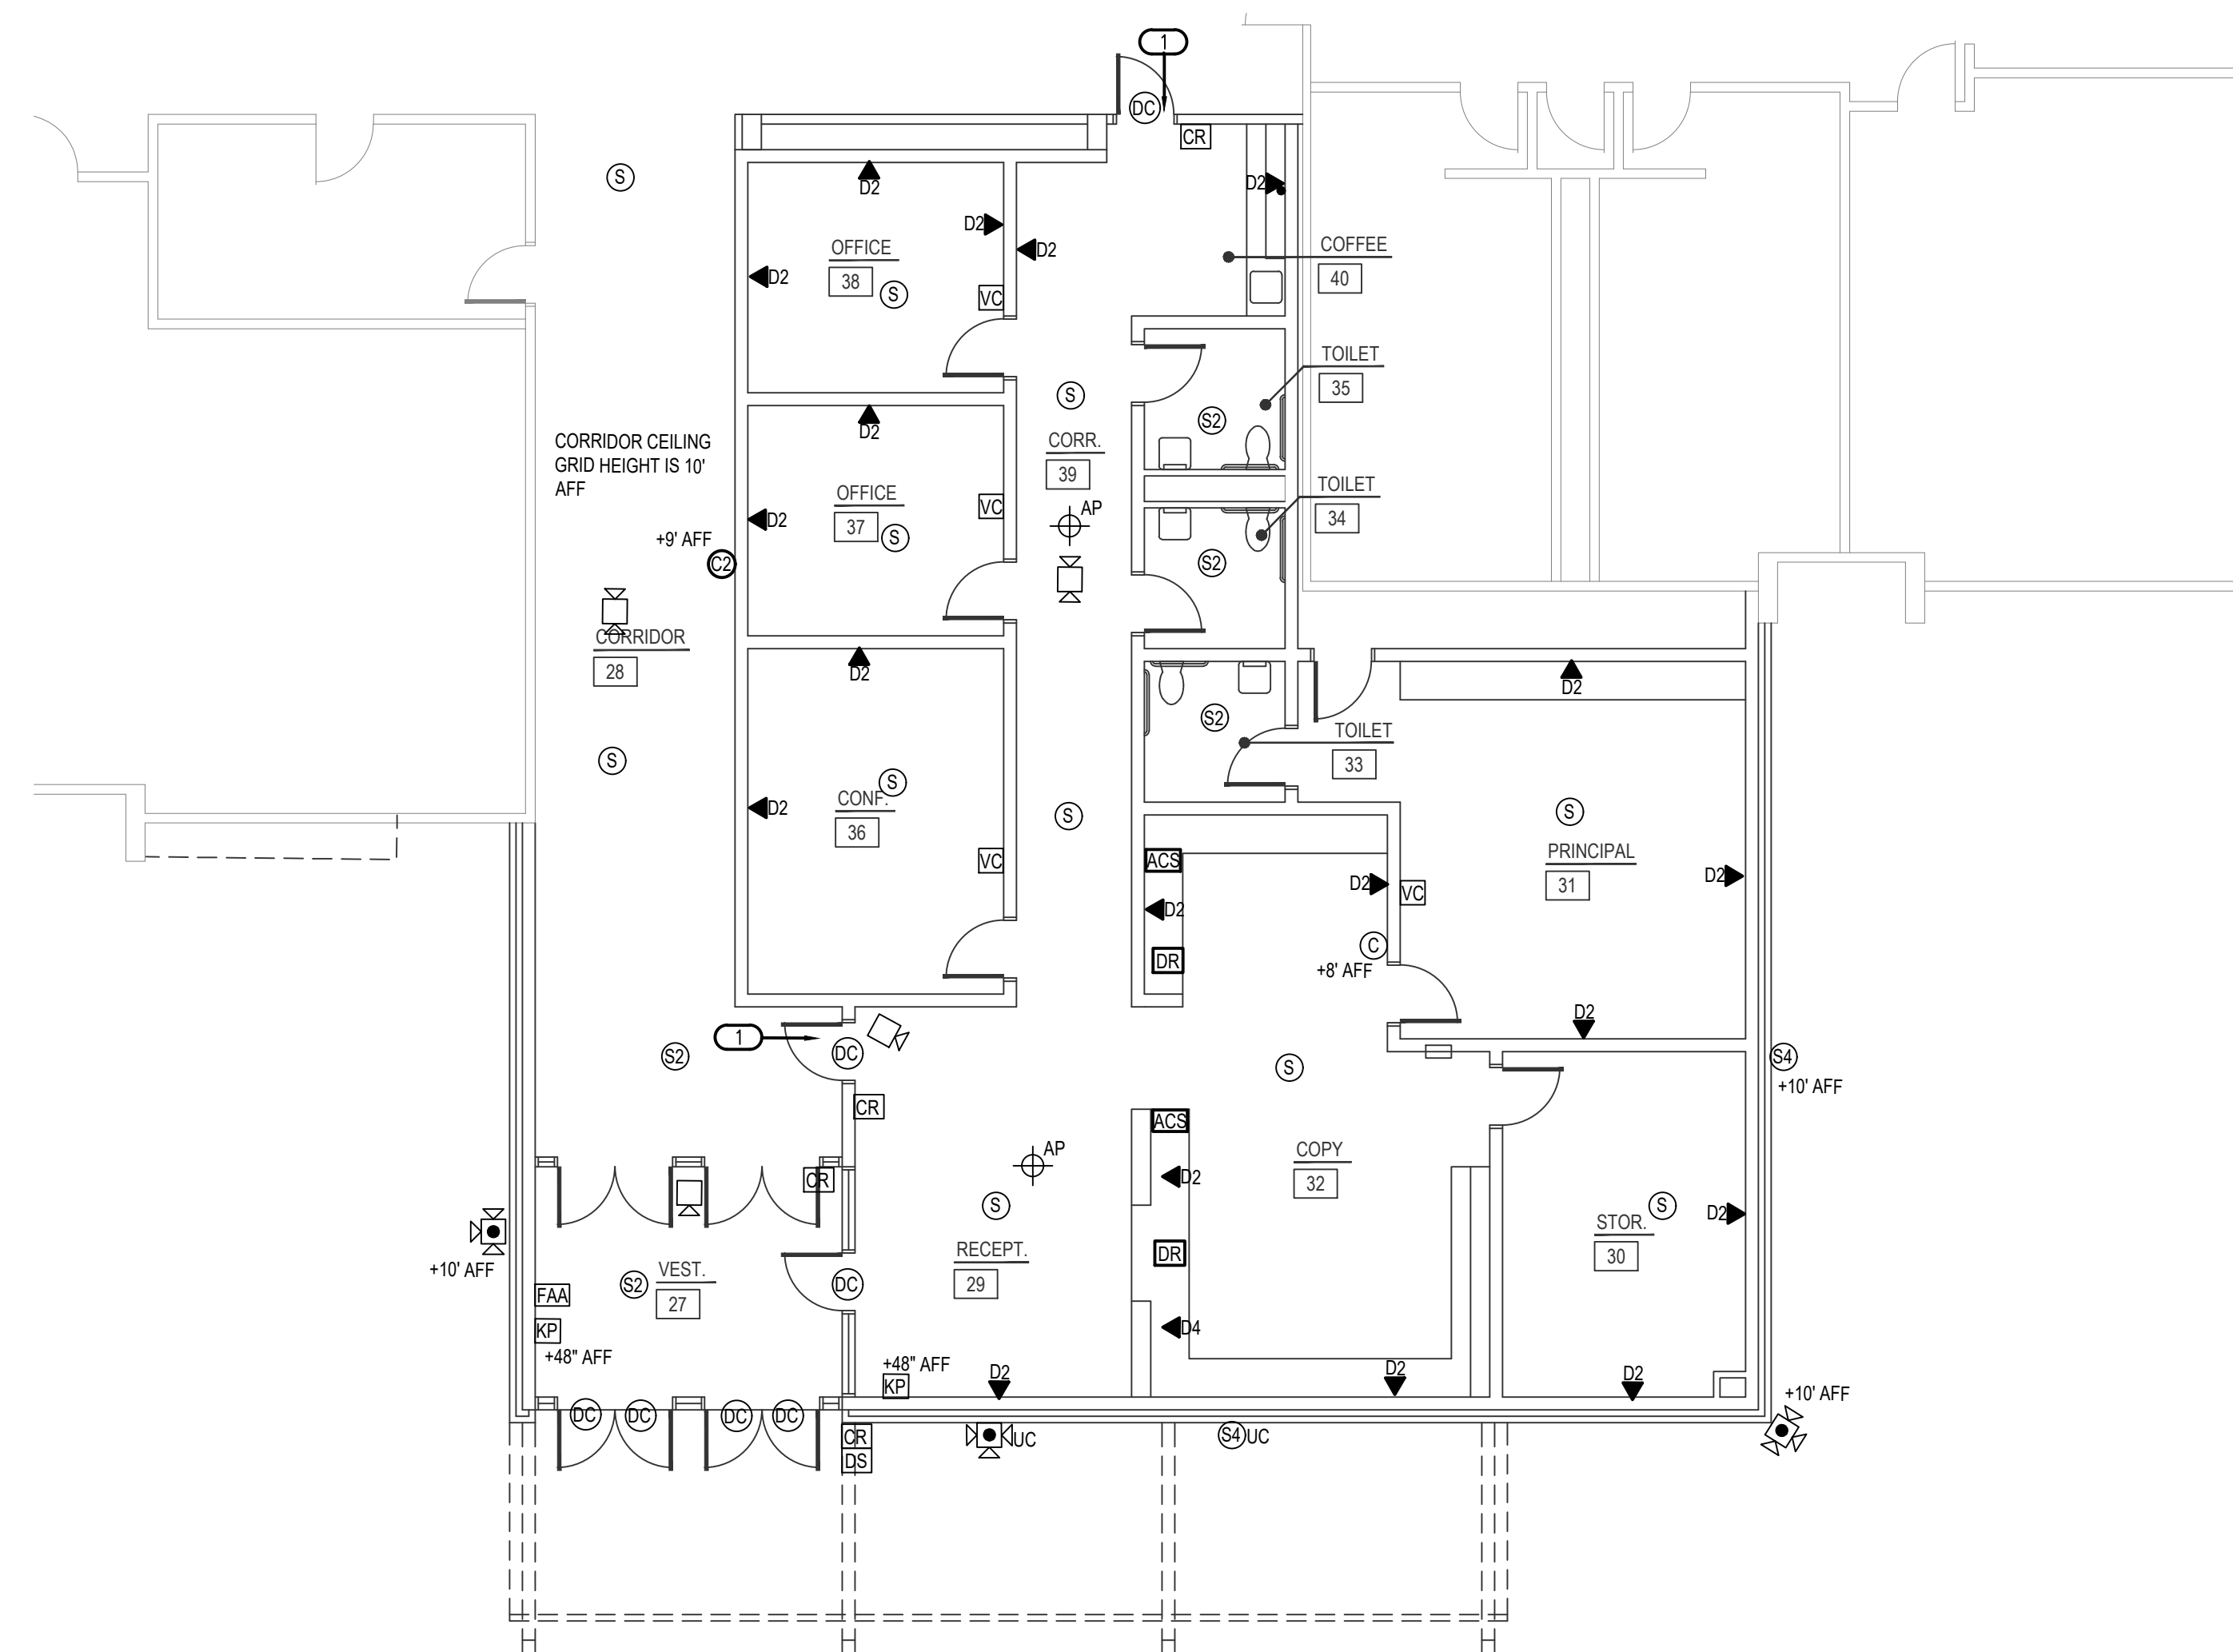 1
DC
CR
S
D2
D2
D2
D2
D2
OFFICE
38
S
VC
COFFEE
40
TOILET
35
S
S2
D2
CORRIDOR CEILING
GRID HEIGHT IS 10'
AFF
CORR.
39
OFFICE
37
VC
D2
S
AP
TOILET
34
+9' AFF
C2
S2
CORRIDOR
28
D2
D2
S2
TOILET
33
S
S
CONF.
36
D2
VC
S
S
PRINCIPAL
31
ACS
D2
VC
D2
D2
C
DR
+8' AFF
D2
1
S2
DC
S
S4
+10' AFF
CR
ACS
AP
COPY
32
CR
D2
S
S
D2
STOR.
30
RECEPT.
29
DR
+10' AFF
VEST.
27
S2
DC
FAA
KP
+48" AFF
D4
+48" AFF
KP
D2
D2
D2
+10' AFF
DC
DC
DC
DC
CR
DS
UC
S4
UC